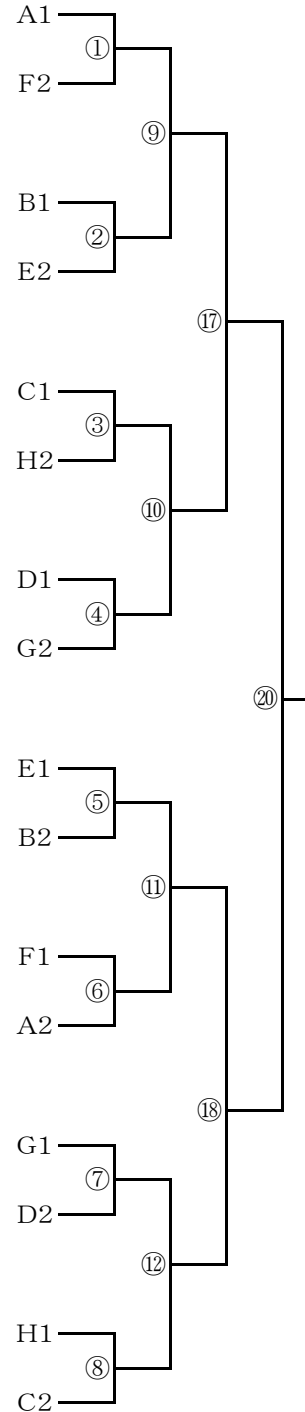 A1
①
F2
⑨
B1
②
E2
⑰
C1
③
H2
⑩
D1
④
G2
⑳
E1
⑤
B2
⑪
F1
⑥
A2
⑱
G1
⑦
D2
⑫
H1
⑧
C2